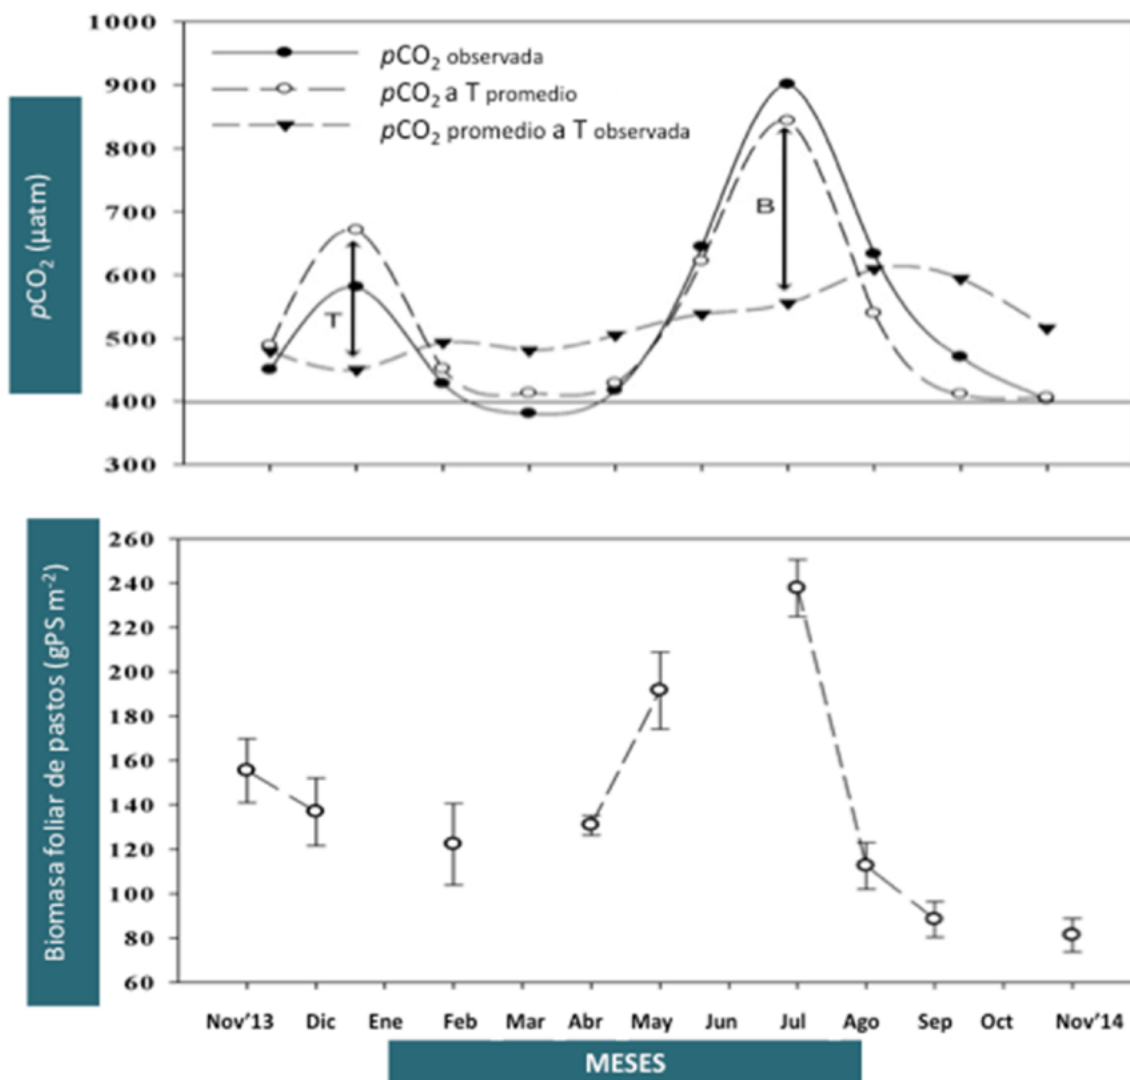 1000
900
800
700
600
500
400
300
pCO₂ (µatm)
pCO₂ observada
pCO₂ a T promedio
pCO₂ promedio a T observada
T
B
260
240
220
200
180
160
140
120
100
80
60
Biomasa foliar de pastos (gPS m⁻²)
Nov'13 Dic Ene Feb Mar Abr May Jun Jul Ago Sep Oct Nov'14
MESES